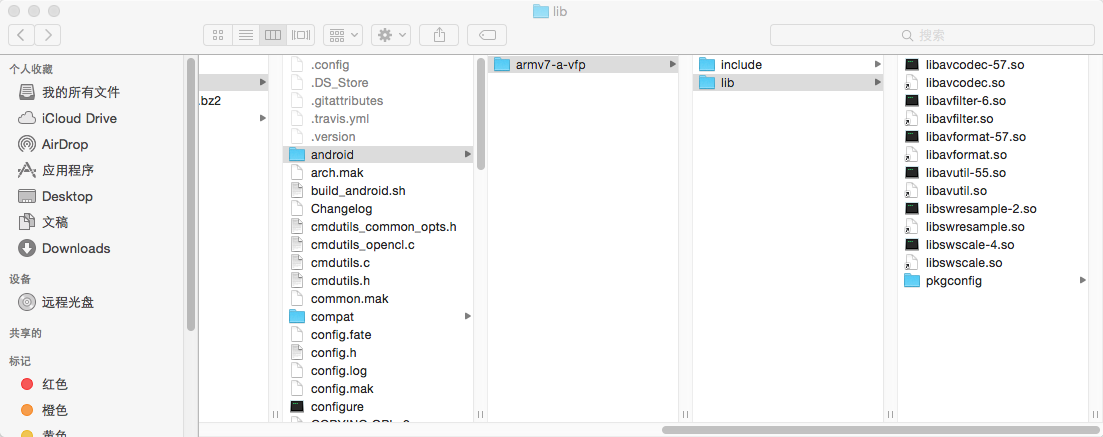 lib
搜索
个人收藏
我的所有文件
iCloud Drive
AirDrop
应用程序
Desktop
文稿
Downloads
设备
远程光盘
共享的
标记
红色
橙色
黄色
.bz2
.config
.DS_Store
.gitattributes
.travis.yml
.version
android
arch.mak
build_android.sh
Changelog
cmdutils_common_opts.h
cmdutils_opencl.c
cmdutils.c
cmdutils.h
common.mak
compat
config.fate
config.h
config.log
config.mak
configure
armv7-a-vfp
include
lib
libavcodec-57.so
libavcodec.so
libavfilter-6.so
libavfilter.so
libavformat-57.so
libavformat.so
libavutil-55.so
libavutil.so
libswresample-2.so
libswresample.so
libswscale-4.so
libswscale.so
pkgconfig